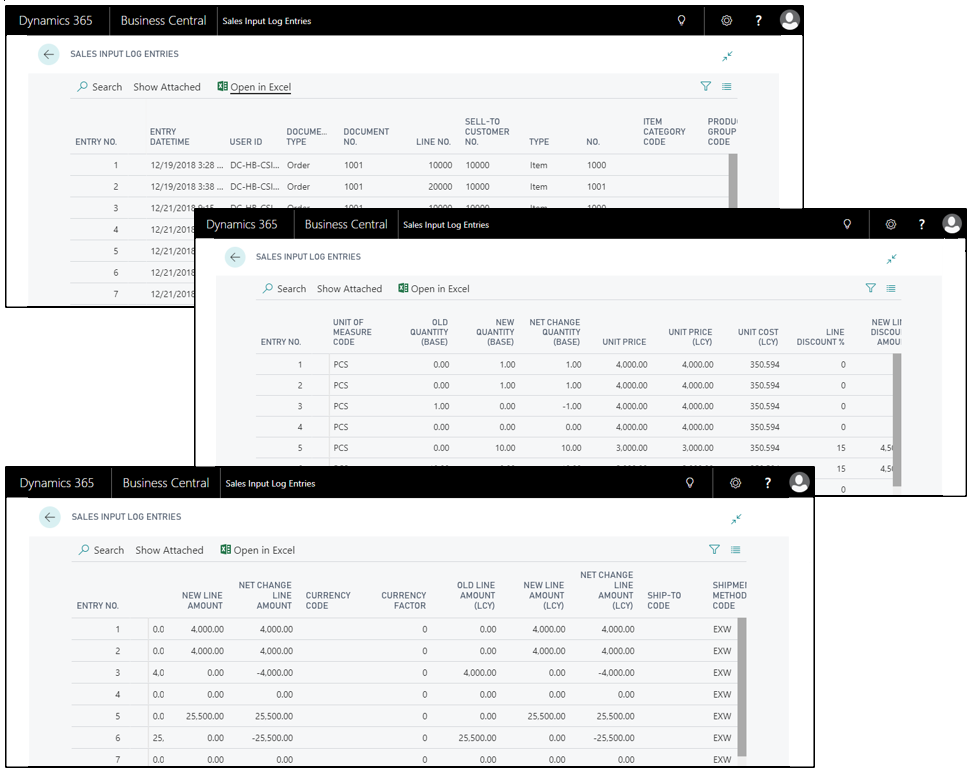 Dynamics 365 Business Central Sales Input Log Entries ?
SALES INPUT LOG ENTRIES
Search Show Attached Open in Excel
ENTRY NO. ENTRY DATETIME USER ID DOCUME... TYPE DOCUMENT NO. LINE NO. SELL-TO CUSTOMER NO. TYPE NO. ITEM CATEGORY CODE PRODU GROUP CODE
1 12/19/2018 3:28 ... DC-HB-CSI... Order 1001 10000 10000 Item 1000
2 12/19/2018 3:38 ... DC-HB-CSI... Order 1001 20000 10000 Item 1001
3 12/21/2018 9:15 DC-HB-CSI... Order 1001 10000 10000 Item 1000
4 12/21/2018
5 12/21/2018
6 12/21/2018
7 12/21/2018
Dynamics 365 Business Central Sales Input Log Entries ?
SALES INPUT LOG ENTRIES
Search Show Attached Open in Excel
ENTRY NO. UNIT OF MEASURE CODE OLD QUANTITY (BASE) NEW QUANTITY (BASE) NET CHANGE QUANTITY (BASE) UNIT PRICE UNIT PRICE (LCY) UNIT COST (LCY) LINE DISCOUNT % NEW LI DISCOU AMOU
1 PCS 0.00 1.00 1.00 4,000.00 4,000.00 350.594 0
2 PCS 0.00 1.00 1.00 4,000.00 4,000.00 350.594 0
3 PCS 1.00 0.00 -1.00 4,000.00 4,000.00 350.594 0
4 PCS 0.00 0.00 0.00 4,000.00 4,000.00 350.594 0
5 PCS 0.00 10.00 10.00 3,000.00 3,000.00 350.594 15 4,50
15 4,50
0
Dynamics 365 Business Central Sales Input Log Entries ?
SALES INPUT LOG ENTRIES
Search Show Attached Open in Excel
ENTRY NO. NEW LINE AMOUNT NET CHANGE LINE AMOUNT CURRENCY CODE CURRENCY FACTOR OLD LINE AMOUNT (LCY) NEW LINE AMOUNT (LCY) NET CHANGE LINE AMOUNT (LCY) SHIP-TO CODE SHIPMEN METHOD CODE
1 0.0 4,000.00 4,000.00 0 0.00 4,000.00 4,000.00 EXW
2 0.0 4,000.00 4,000.00 0 0.00 4,000.00 4,000.00 EXW
3 4.0 0.00 -4,000.00 0 4,000.00 0.00 -4,000.00 EXW
4 0.0 0.00 0.00 0 0.00 0.00 0.00 EXW
5 0.0 25,500.00 25,500.00 0 0.00 25,500.00 25,500.00 EXW
6 25, 0.00 -25,500.00 0 25,500.00 0.00 -25,500.00 EXW
7 0.0 0.00 0.00 0 0.00 0.00 0.00 EXW